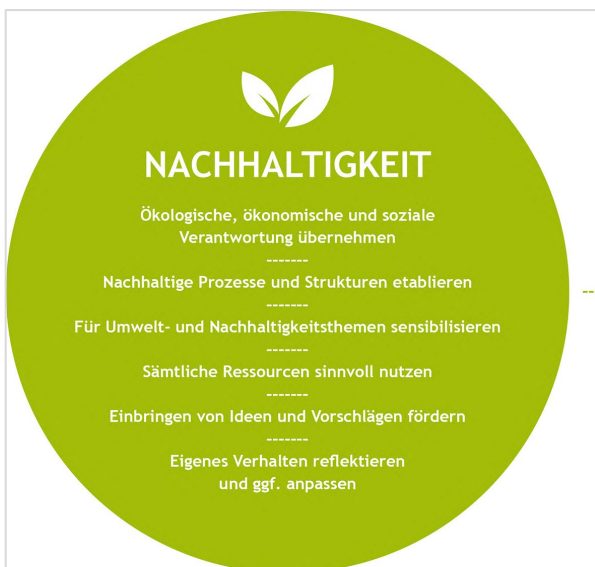 NACHHALTIGKEIT
Ökologische, ökonomische und soziale
Verantwortung übernehmen
-------
Nachhaltige Prozesse und Strukturen etablieren
-------
Für Umwelt- und Nachhaltigkeitsthemen sensibilisieren
-------
Sämtliche Ressourcen sinnvoll nutzen
-------
Einbringen von Ideen und Vorschlägen fördern
-------
Eigenes Verhalten reflektieren
und ggf. anpassen